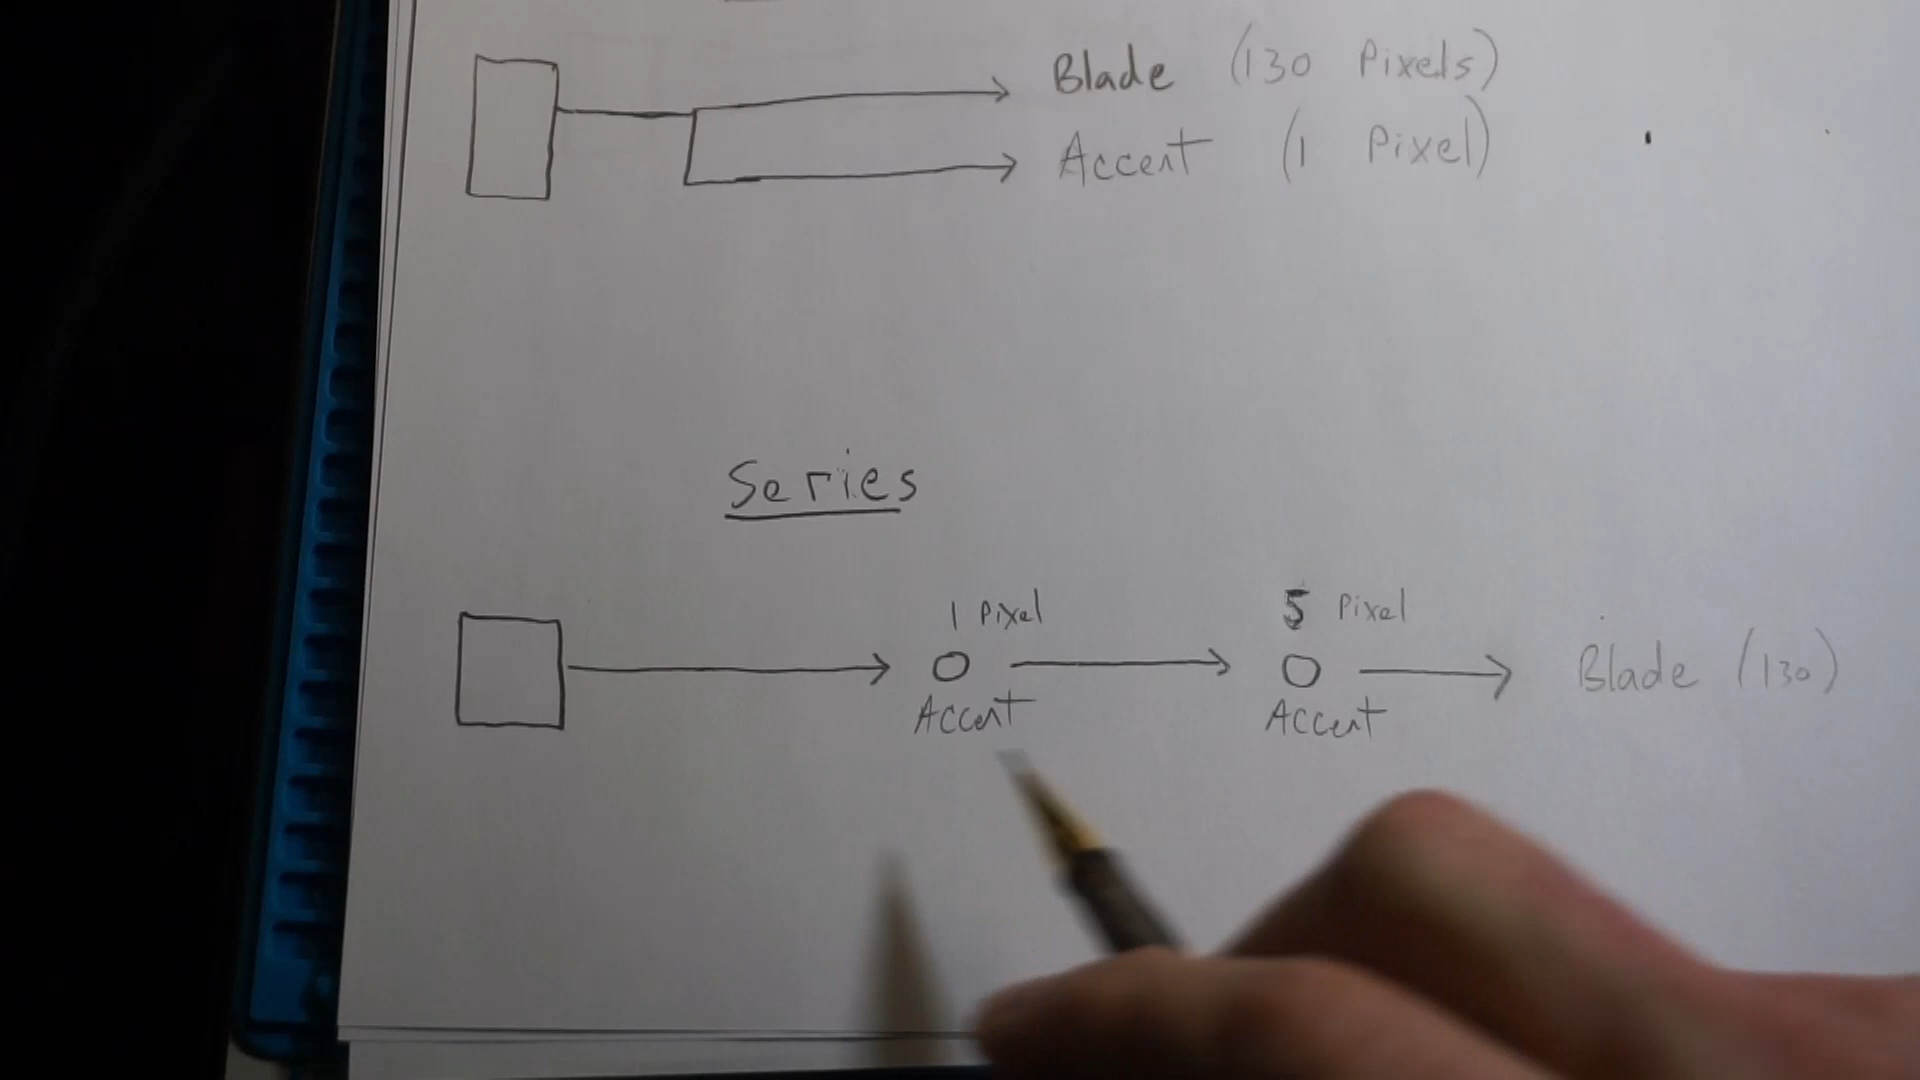 Blade (130 Pixels)
Accent (1 Pixel)
Series
1 Pixel
5 Pixel
Accent
Accent
Blade (130)